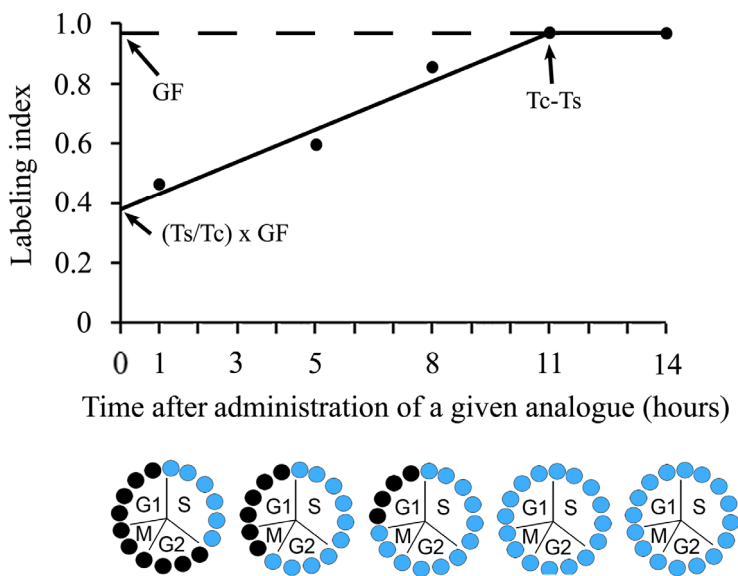 1.0
0.8
0.6
0.4
0.2
0
Labeling index
GF
Tc-Ts
(Ts/Tc) x GF
0 1 3 5 8 11 14
Time after administration of a given analogue (hours)
G1 S M G2
G1 S M G2
G1 S M G2
G1 S M G2
G1 S M G2